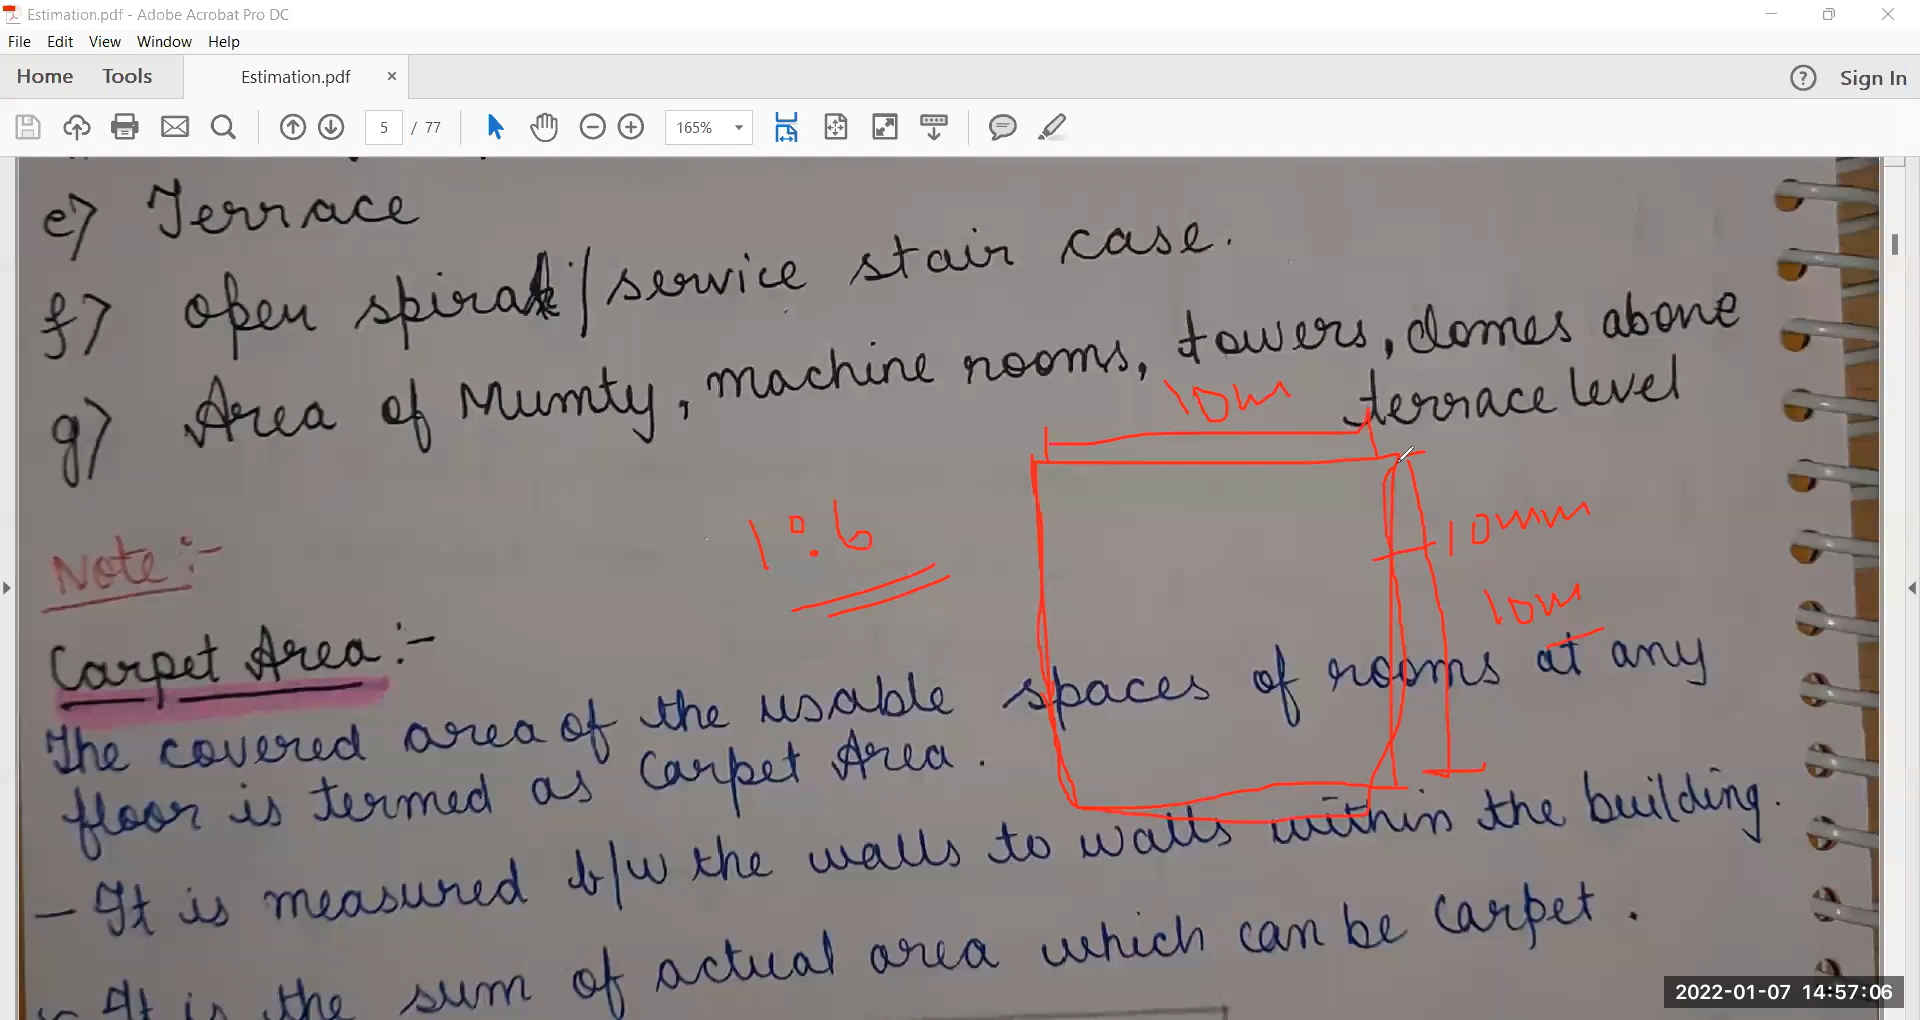 Estimation.pdf - Adobe Acrobat Pro DC
File Edit View Window Help
Home Tools Estimation.pdf × ? Sign In
5 / 77 165%
e) Terrace
f) open spiral / service stair case.
g) Area of Mumty, machine rooms, towers, domes above
terrace level
10m
1:6
10mm
10m
Note:-
Carpet Area:-
The covered area of the usable spaces of rooms at any
floor is termed as Carpet Area.
- It is measured b/w the walls to walls within the building.
It is the sum of actual area which can be carpet.
2022-01-07 14:57:06